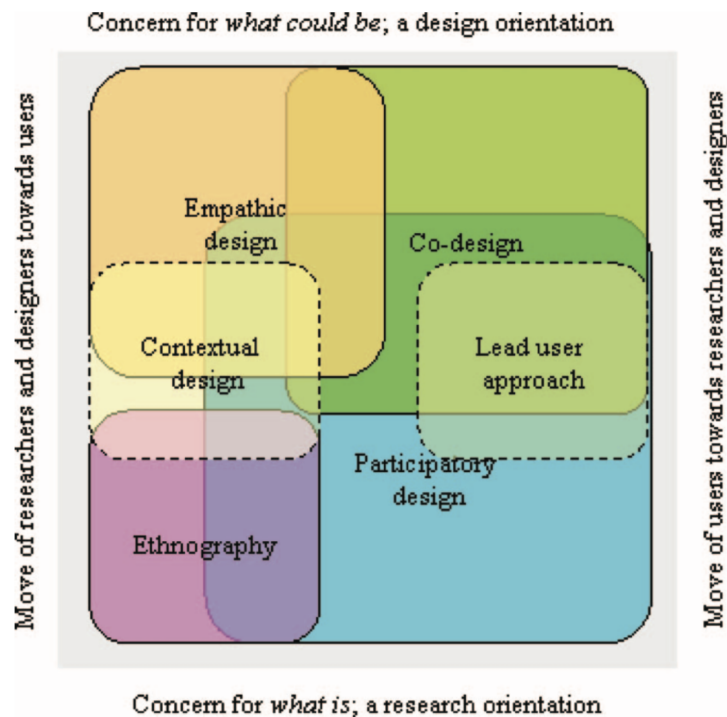 Concern for what could be; a design orientation
Move of researchers and designers towards users
Move of users towards researchers and designers
Empathic
design
Co-design
Contextual
design
Lead user
approach
Participatory
design
Ethnography
Concern for what is; a research orientation